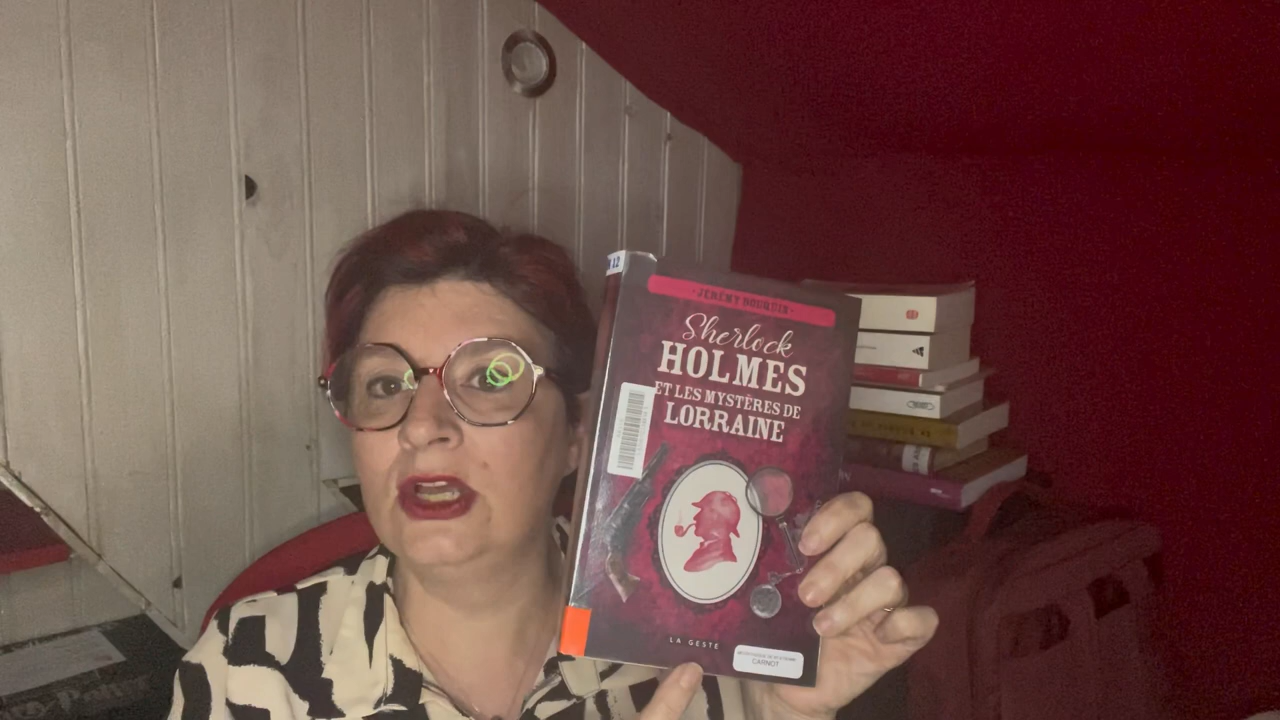 12
· JÉRÉMY BOUQUIN ·
Sherlock
HOLMES
ET LES MYSTÈRES DE
LORRAINE
LA GESTE
CARNOT